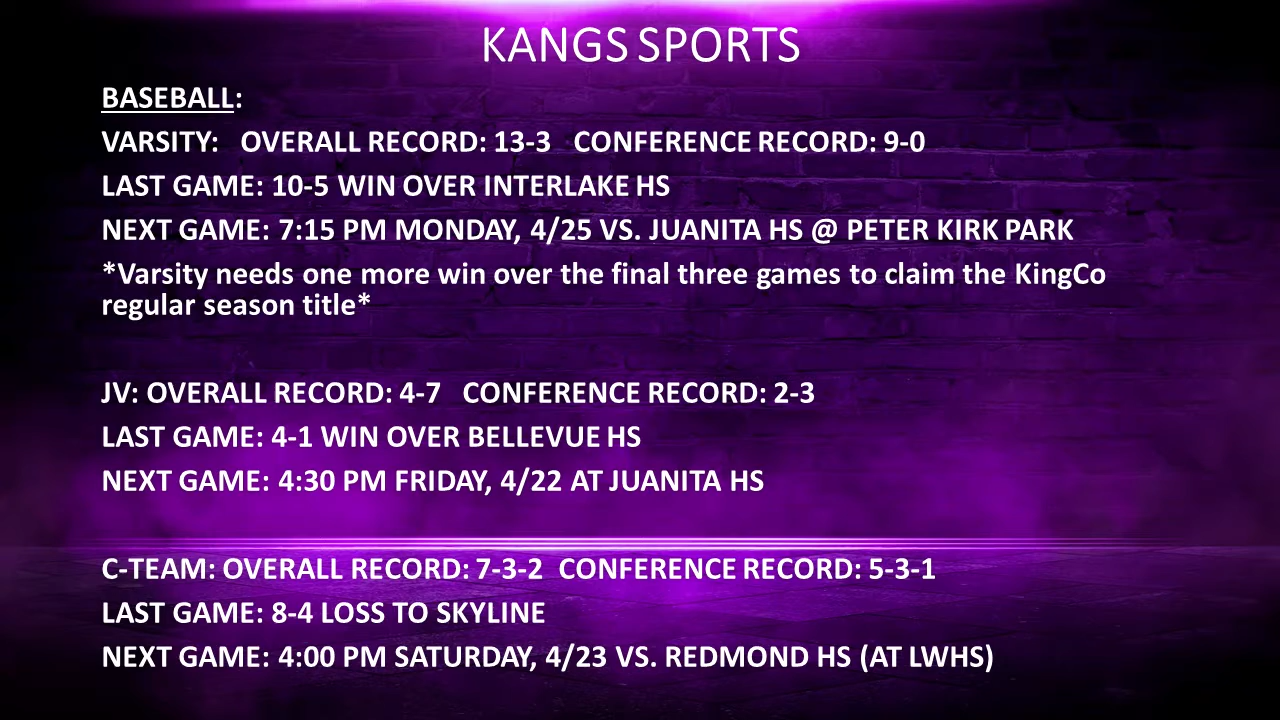 KANGS SPORTS
BASEBALL:
VARSITY: OVERALL RECORD: 13-3 CONFERENCE RECORD: 9-0
LAST GAME: 10-5 WIN OVER INTERLAKE HS
NEXT GAME: 7:15 PM MONDAY, 4/25 VS. JUANITA HS @ PETER KIRK PARK
*Varsity needs one more win over the final three games to claim the KingCo
regular season title*
JV: OVERALL RECORD: 4-7 CONFERENCE RECORD: 2-3
LAST GAME: 4-1 WIN OVER BELLEVUE HS
NEXT GAME: 4:30 PM FRIDAY, 4/22 AT JUANITA HS
C-TEAM: OVERALL RECORD: 7-3-2 CONFERENCE RECORD: 5-3-1
LAST GAME: 8-4 LOSS TO SKYLINE
NEXT GAME: 4:00 PM SATURDAY, 4/23 VS. REDMOND HS (AT LWHS)